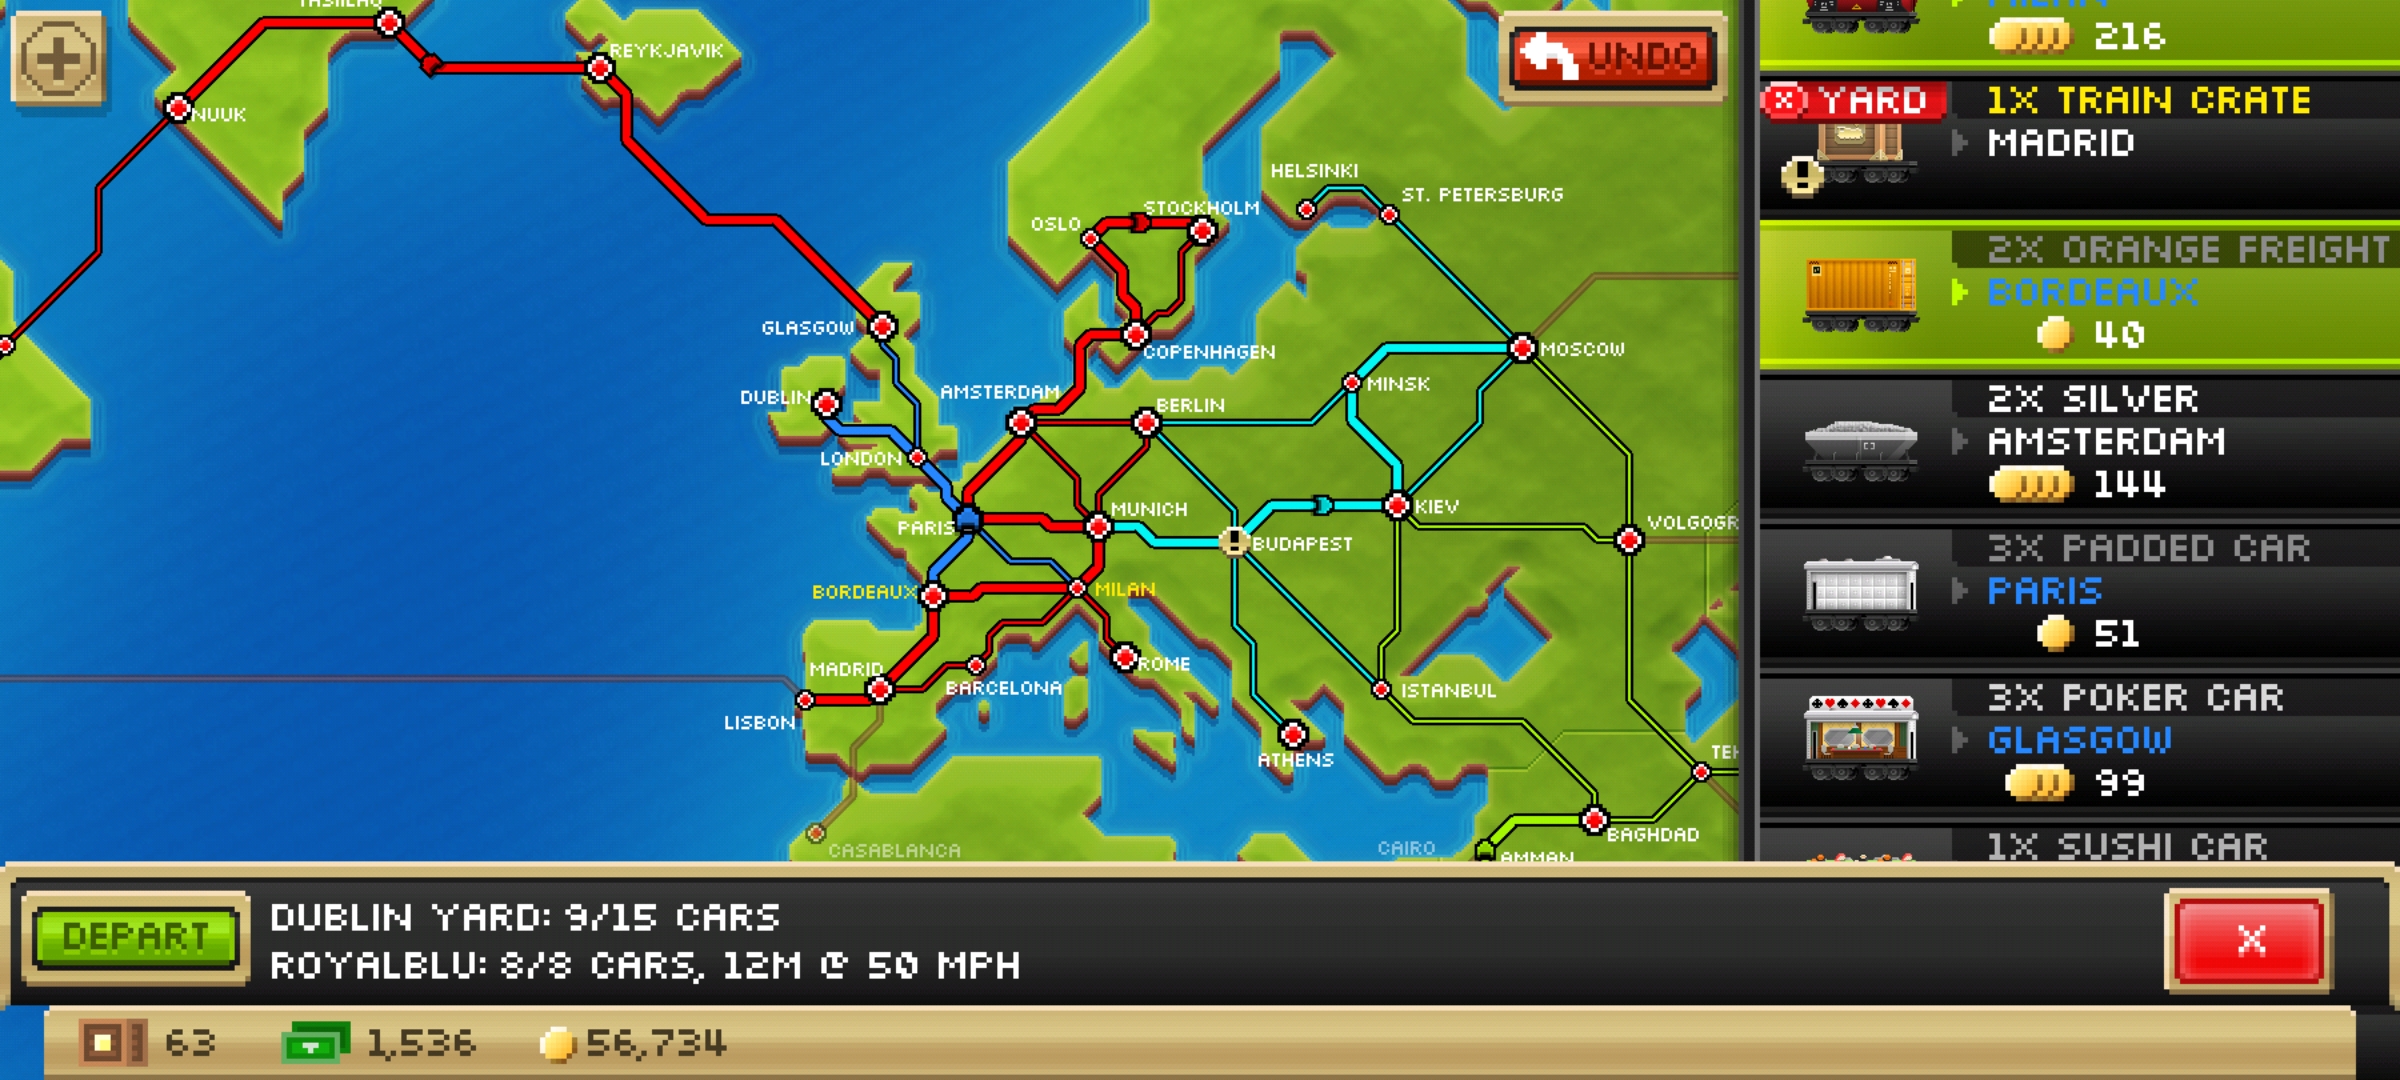 REYKJAVIK
UNDO
NUUK
HELSINKI
ST. PETERSBURG
STOCKHOLM
OSLO
GLASGOW
COPENHAGEN
MOSCOW
MINSK
DUBLIN
AMSTERDAM
BERLIN
LONDON
PARIS
MUNICH
KIEV
BUDAPEST
BORDEAUX
MILAN
MADRID
ROME
BARCELONA
ISTANBUL
LISBON
ATHENS
BAGHDAD
CASABLANCA
CAIRO
AMMAN
VOLGOGR
TEH
MILAN
216
YARD
1X TRAIN CRATE
MADRID
2X ORANGE FREIGHT
BORDEAUX
40
2X SILVER
AMSTERDAM
144
3X PADDED CAR
PARIS
51
3X POKER CAR
GLASGOW
99
1X SUSHI CAR
DEPART
DUBLIN YARD: 9/15 CARS
ROYALBLU: 8/8 CARS, 12M @ 50 MPH
X
63
1,536
56,734